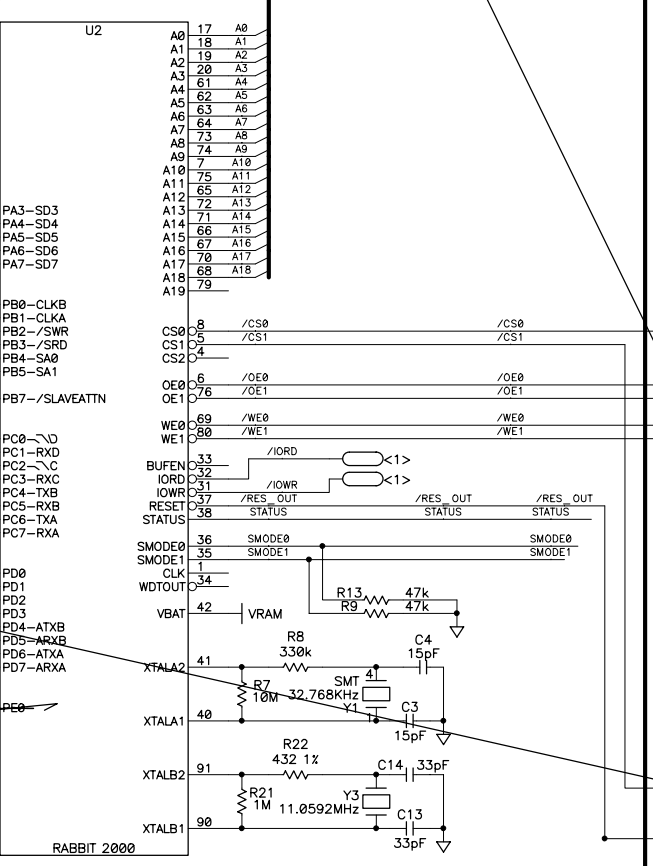 U2
A0 17 A0
A1 18 A1
A2 19 A2
A3 20 A3
A4 61 A4
A5 62 A5
A6 63 A6
A7 64 A7
A8 73 A8
A9 74 A9
A10 7 A10
A11 75 A11
A12 65 A12
PA3-SD3 A13 72 A13
PA4-SD4 A14 71 A14
PA5-SD5 A15 66 A15
PA6-SD6 A16 67 A16
PA7-SD7 A17 70 A17
A18 68 A18
A19 79
PB0-CLKB
PB1-CLKA
PB2-/SWR CS0 8 /CS0 /CS0
PB3-/SRD CS1 5 /CS1 /CS1
PB4-SA0 CS2 4
PB5-SA1
OE0 6 /OE0 /OE0
PB7-/SLAVEATTN OE1 76 /OE1 /OE1
WE0 69 /WE0 /WE0
PC0- WE1 80 /WE1 /WE1
PC1-RXD
PC2- BUFEN 33 /IORD <1>
PC3-RXC IORD 32
PC4-TXB IOWR 31 /IOWR <1>
PC5-RXB RESET 37 /RES_OUT /RES_OUT /RES_OUT
PC6-TXA STATUS 38 STATUS STATUS STATUS
PC7-RXA
SMODE0 36 SMODE0 SMODE0
SMODE1 35 SMODE1 SMODE1
PD0 CLK 1
PD1 WDTOUT 34
PD2 R13 47k
PD3 VBAT 42 VRAM R9 47k
PD4-ATXB
PD5-ARXB R8 C4
PD6-ATXA 330k 15pF
PD7-ARXA XTALA2 41
R7 10M
SMT 4
32.768KHz
Y1 1
PE0
C3
XTALA1 40
15pF
R22
432 1%
C14 33pF
XTALB2 91
R21 1M
Y3
11.0592MHz
C13
XTALB1 90
33pF
RABBIT 2000